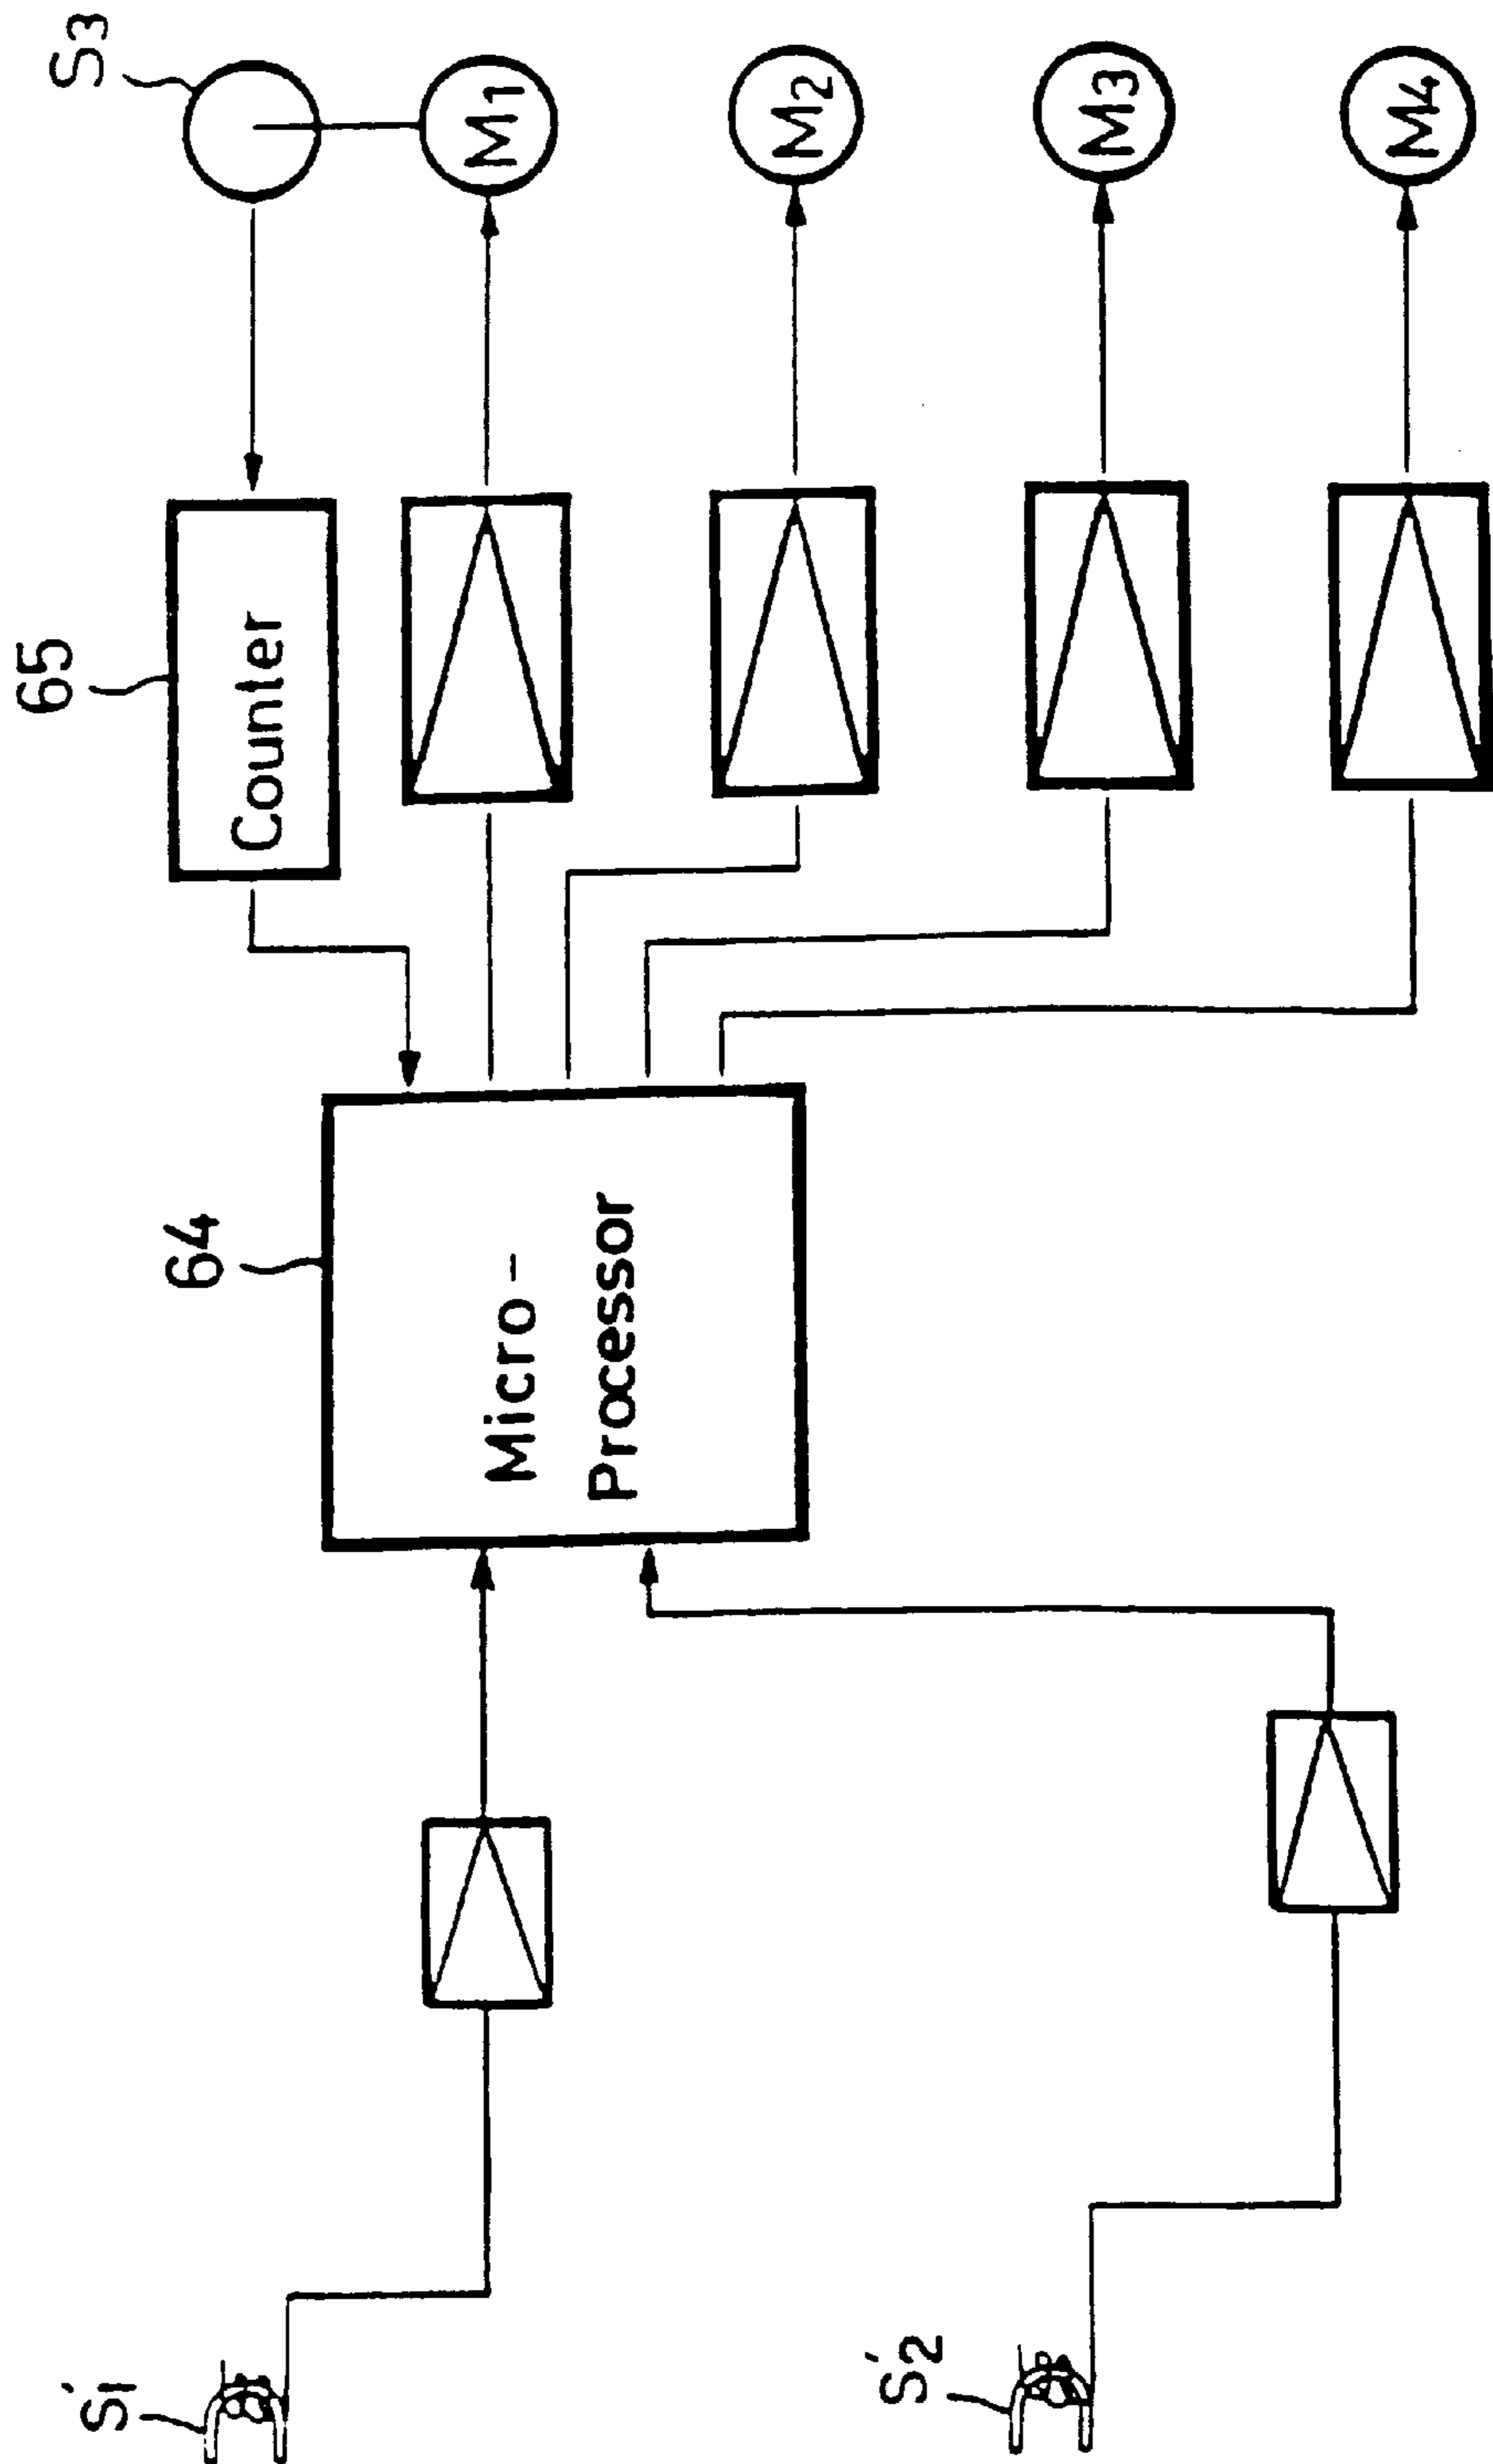 S1'
S2'
64
Micro-
Processor
65
Counter
S3
M1
M2
M3
M4